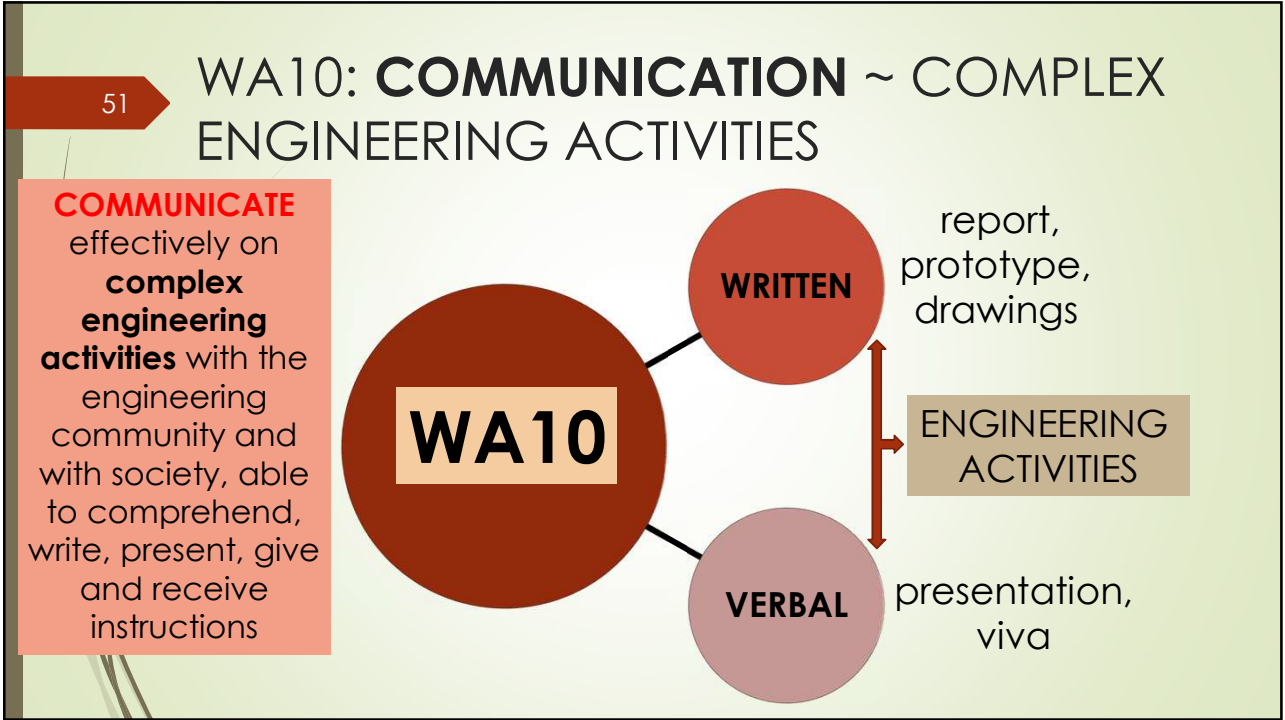 51
WA10: COMMUNICATION ~ COMPLEX
ENGINEERING ACTIVITIES
COMMUNICATE
effectively on
complex
engineering
activities with the
engineering
community and
with society, able
to comprehend,
write, present, give
and receive
instructions
WA10
WRITTEN
report,
prototype,
drawings
ENGINEERING
ACTIVITIES
VERBAL
presentation,
viva